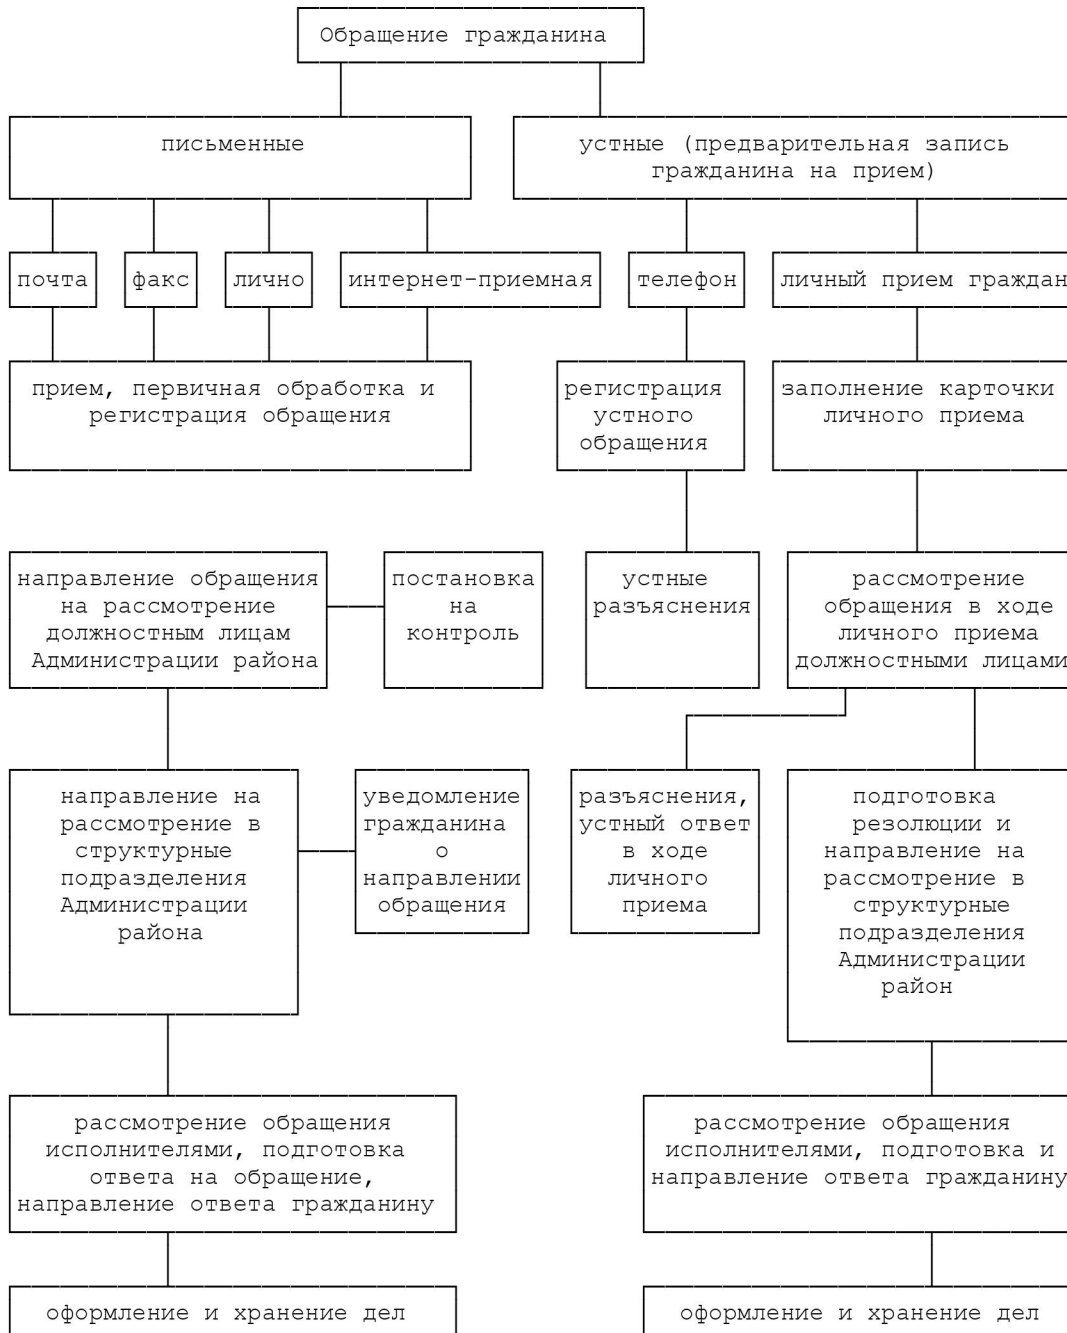 Обращение гражданина
письменные
устные (предварительная запись
гражданина на прием)
почта
факс
лично
интернет-приемная
телефон
личный прием граждан
прием, первичная обработка и
регистрация обращения
регистрация
устного
обращения
заполнение карточки
личного приема
направление обращения
на рассмотрение
должностным лицам
Администрации района
постановка
на
контроль
устные
разъяснения
рассмотрение
обращения в ходе
личного приема
должностными лицами
направление на
рассмотрение в
структурные
подразделения
Администрации
района
уведомление
гражданина
о
направлении
обращения
разъяснения,
устный ответ
в ходе
личного
приема
подготовка
резолюции и
направление на
рассмотрение в
структурные
подразделения
Администрации
район
рассмотрение обращения
исполнителями, подготовка
ответа на обращение,
направление ответа гражданину
рассмотрение обращения
исполнителями, подготовка и
направление ответа гражданину
оформление и хранение дел
оформление и хранение дел